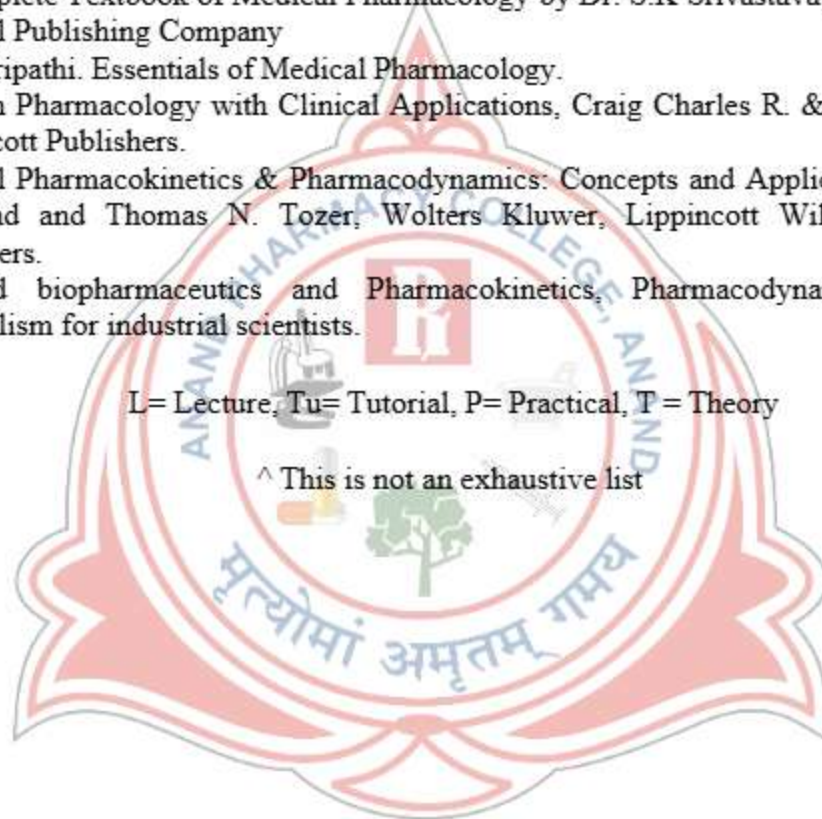 plete Textbook of Medical Pharmacology by Dr. S.K Srivastava
l Publishing Company
ripathi. Essentials of Medical Pharmacology.
n Pharmacology with Clinical Applications, Craig Charles R. &
cott Publishers.
l Pharmacokinetics & Pharmacodynamics: Concepts and Applic
nd and Thomas N. Tozer, Wolters Kluwer, Lippincott Wil
ers.
d biopharmaceutics and Pharmacokinetics, Pharmacodyna
lism for industrial scientists.
L= Lecture, Tu= Tutorial, P= Practical, T = Theory
^ This is not an exhaustive list
ANAND PHARMACY COLLEGE, ANAND
R
मृत्योमां अमृतम् गमय